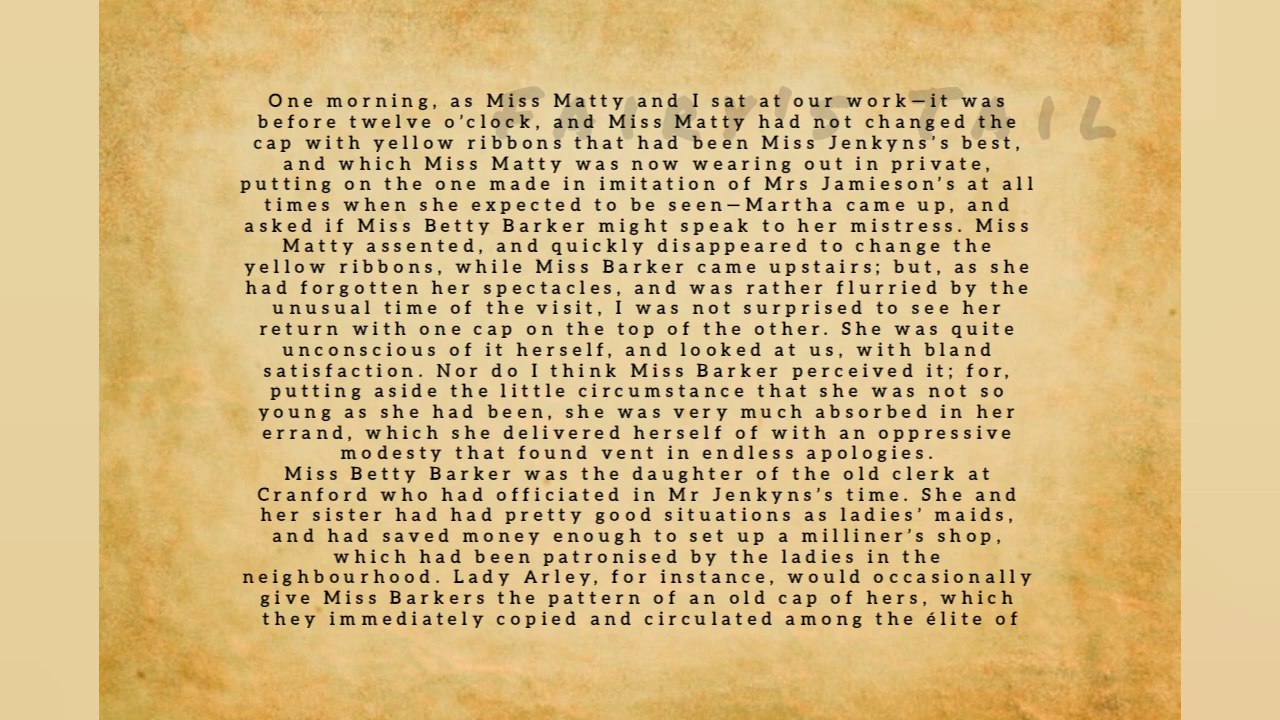 FAIRY'S TAIL
One morning, as Miss Matty and I sat at our work—it was
before twelve o'clock, and Miss Matty had not changed the
cap with yellow ribbons that had been Miss Jenkyns's best,
and which Miss Matty was now wearing out in private,
putting on the one made in imitation of Mrs Jamieson's at all
times when she expected to be seen—Martha came up, and
asked if Miss Betty Barker might speak to her mistress. Miss
Matty assented, and quickly disappeared to change the
yellow ribbons, while Miss Barker came upstairs; but, as she
had forgotten her spectacles, and was rather flurried by the
unusual time of the visit, I was not surprised to see her
return with one cap on the top of the other. She was quite
unconscious of it herself, and looked at us, with bland
satisfaction. Nor do I think Miss Barker perceived it; for,
putting aside the little circumstance that she was not so
young as she had been, she was very much absorbed in her
errand, which she delivered herself of with an oppressive
modesty that found vent in endless apologies.
Miss Betty Barker was the daughter of the old clerk at
Cranford who had officiated in Mr Jenkyns's time. She and
her sister had had pretty good situations as ladies' maids,
and had saved money enough to set up a milliner's shop,
which had been patronised by the ladies in the
neighbourhood. Lady Arley, for instance, would occasionally
give Miss Barkers the pattern of an old cap of hers, which
they immediately copied and circulated among the élite of